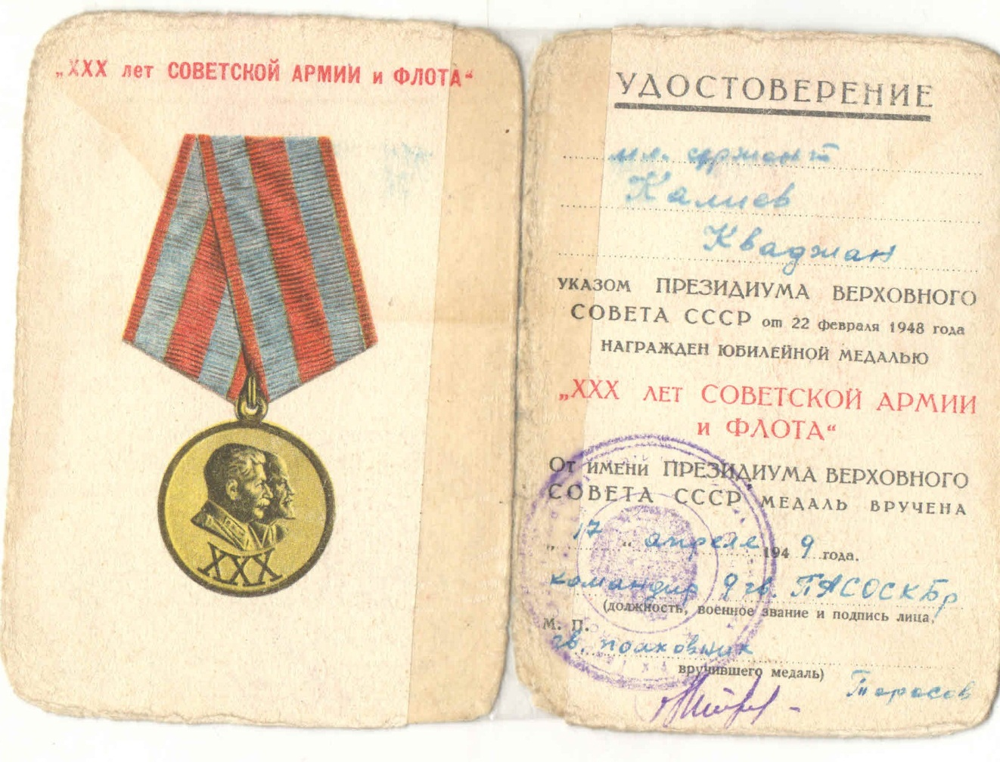 „XXX лет СОВЕТСКОЙ АРМИИ и ФЛОТА“
XXX
УДОСТОВЕРЕНИЕ
мл. сержант
Калиев
Кваджан
УКАЗОМ ПРЕЗИДИУМА ВЕРХОВНОГО
СОВЕТА СССР от 22 февраля 1948 года
НАГРАЖДЕН ЮБИЛЕЙНОЙ МЕДАЛЬЮ
„XXX ЛЕТ СОВЕТСКОЙ АРМИИ
и ФЛОТА“
От ИМЕНИ ПРЕЗИДИУМА ВЕРХОВНОГО
СОВЕТА СССР МЕДАЛЬ ВРУЧЕНА
„17“ апреля 1949 года.
командир 9 гв. ПАСОСКБр
(должность, военное звание и подпись лица,
М. П.
гв. полковник
вручившего медаль)
Тарасов